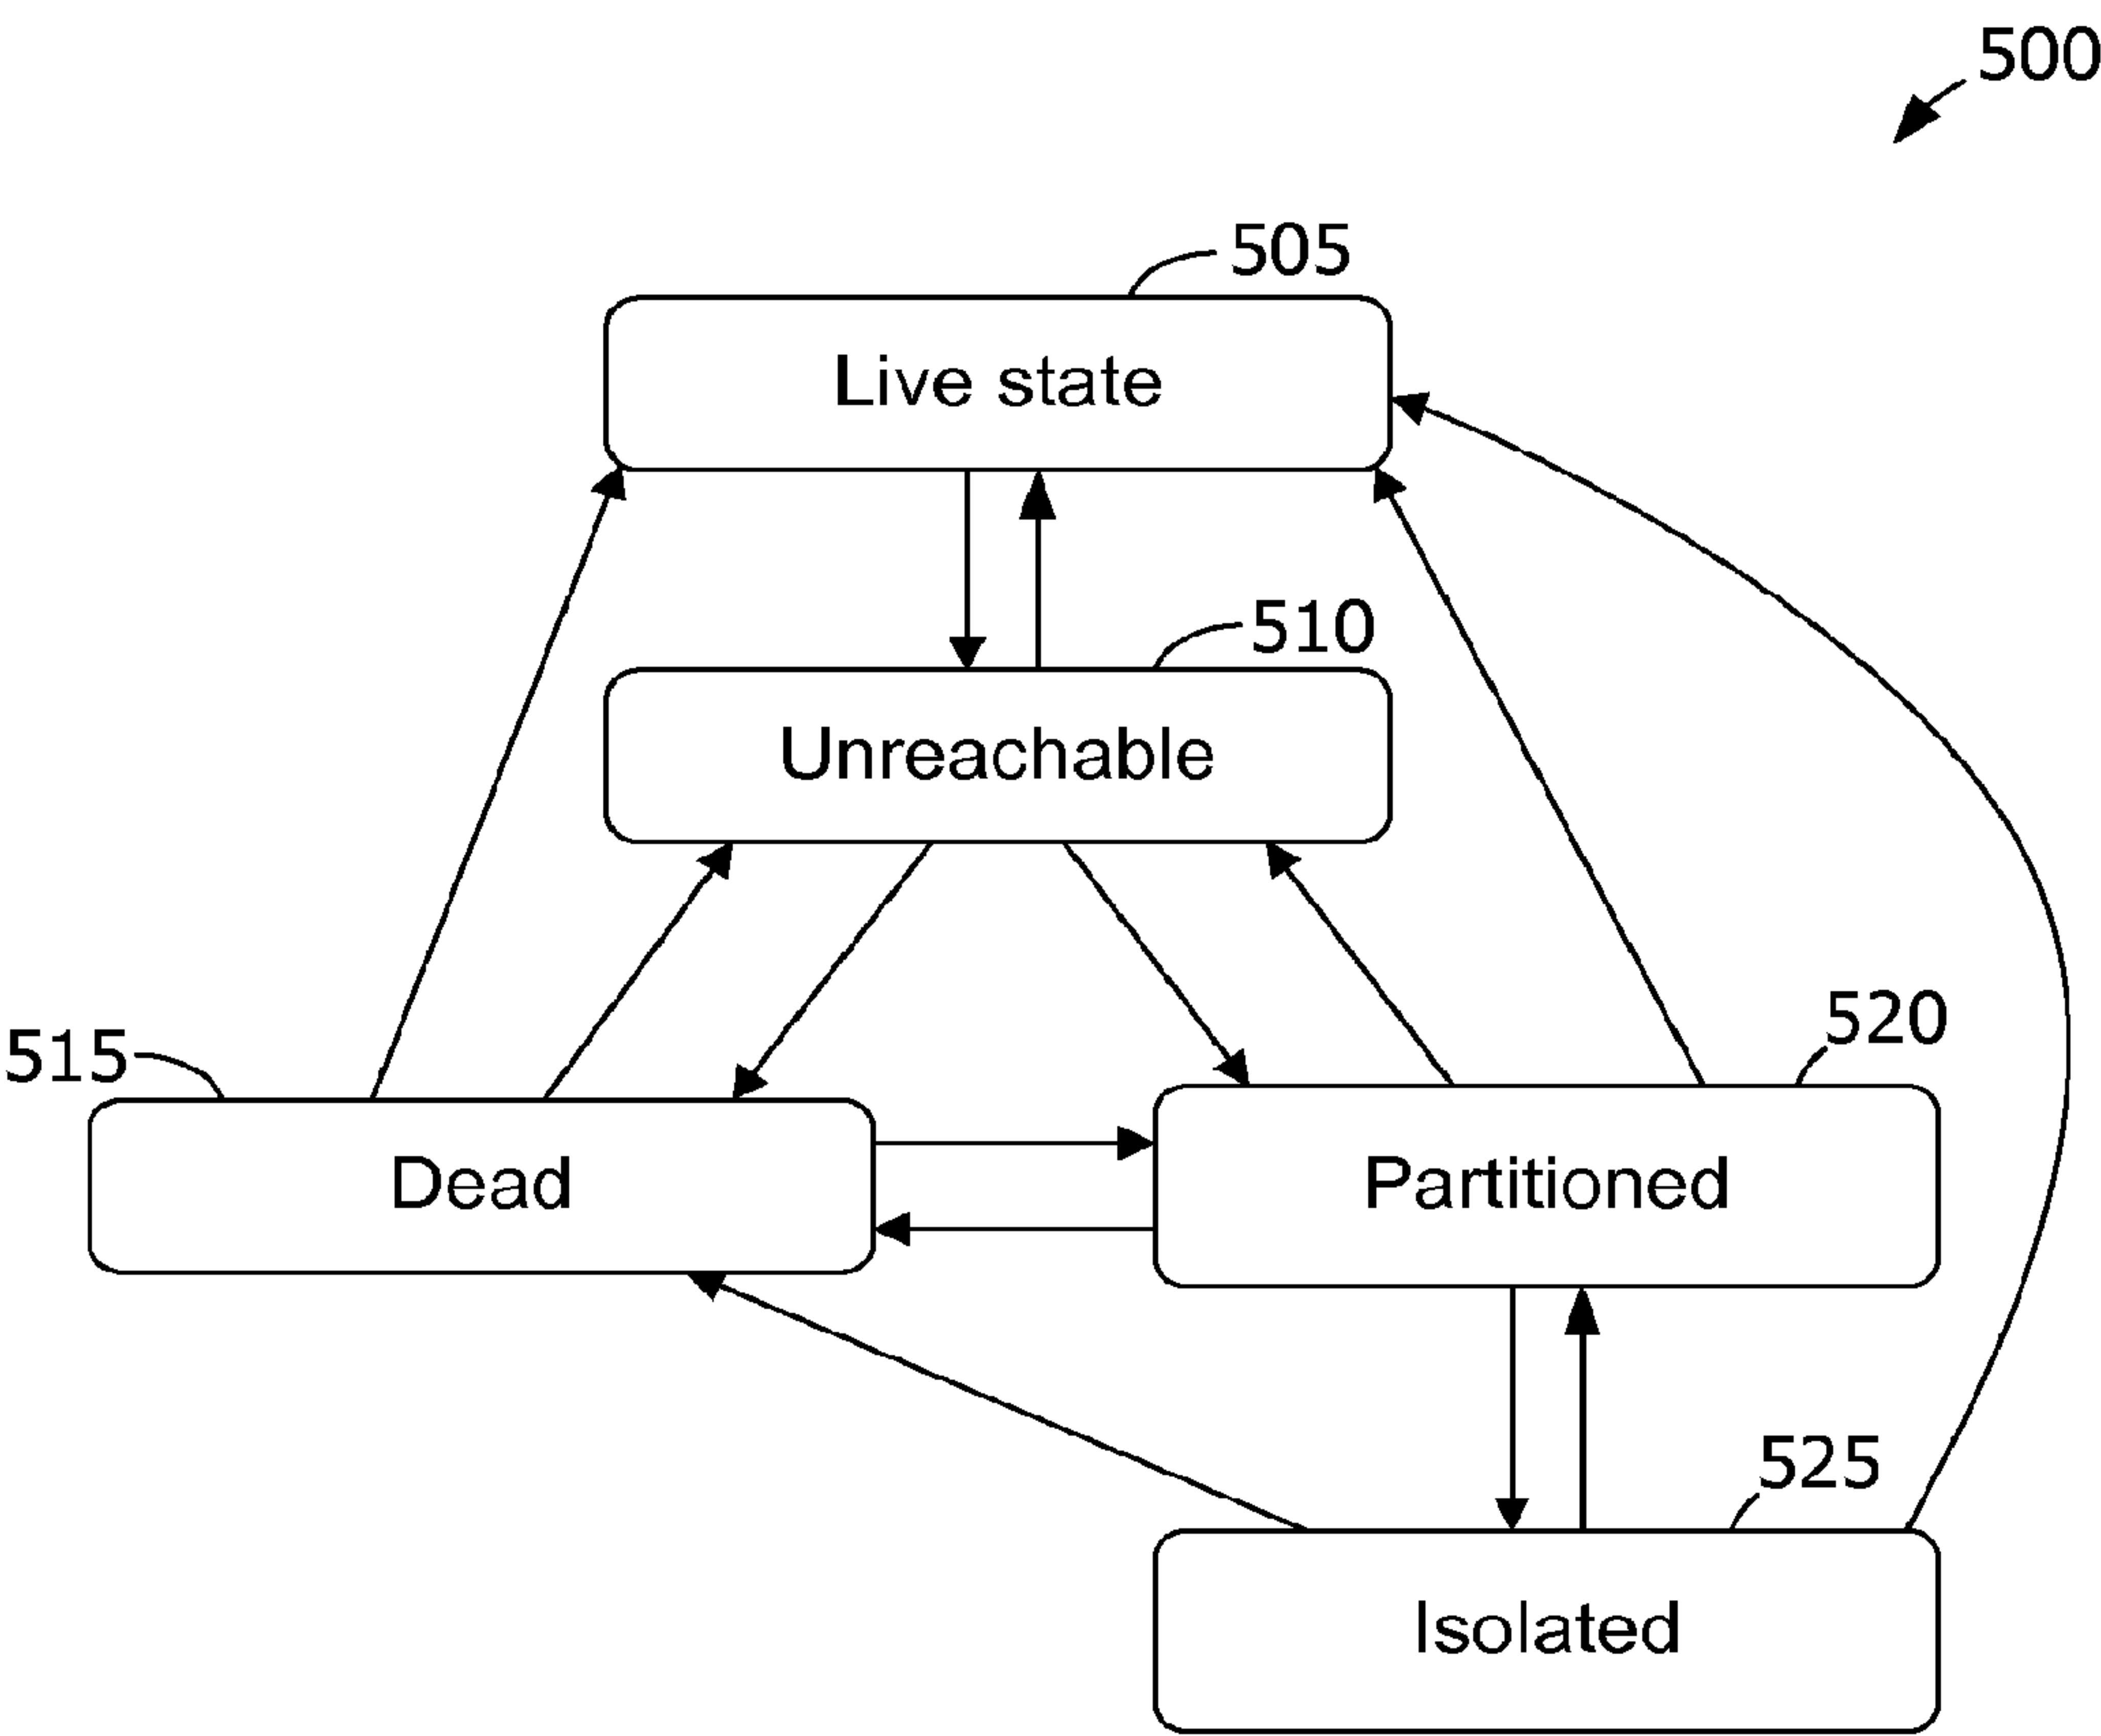 500
505
Live state
510
Unreachable
515
520
Dead
Partitioned
525
Isolated